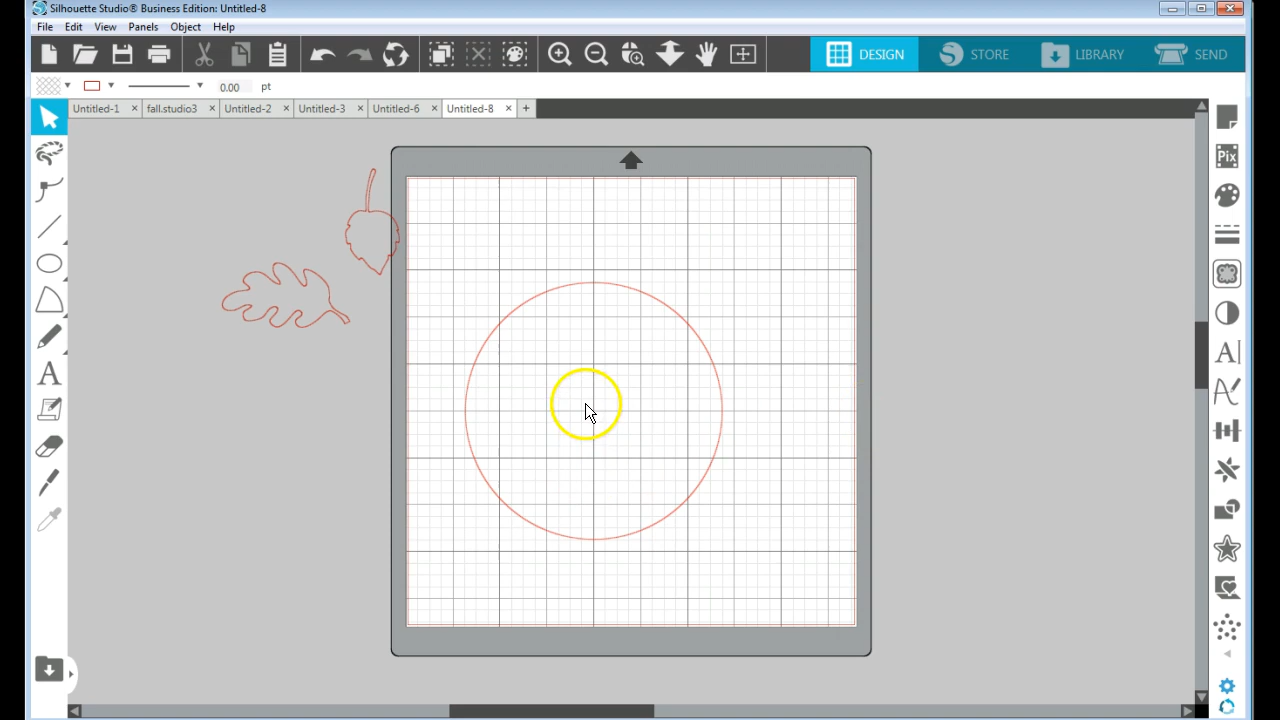 Silhouette Studio® Business Edition: Untitled-8
File Edit View Panels Object Help
DESIGN STORE LIBRARY SEND
0.00 pt
Untitled-1 × fall.studio3 × Untitled-2 × Untitled-3 × Untitled-6 × Untitled-8 × +
Pix
A
A